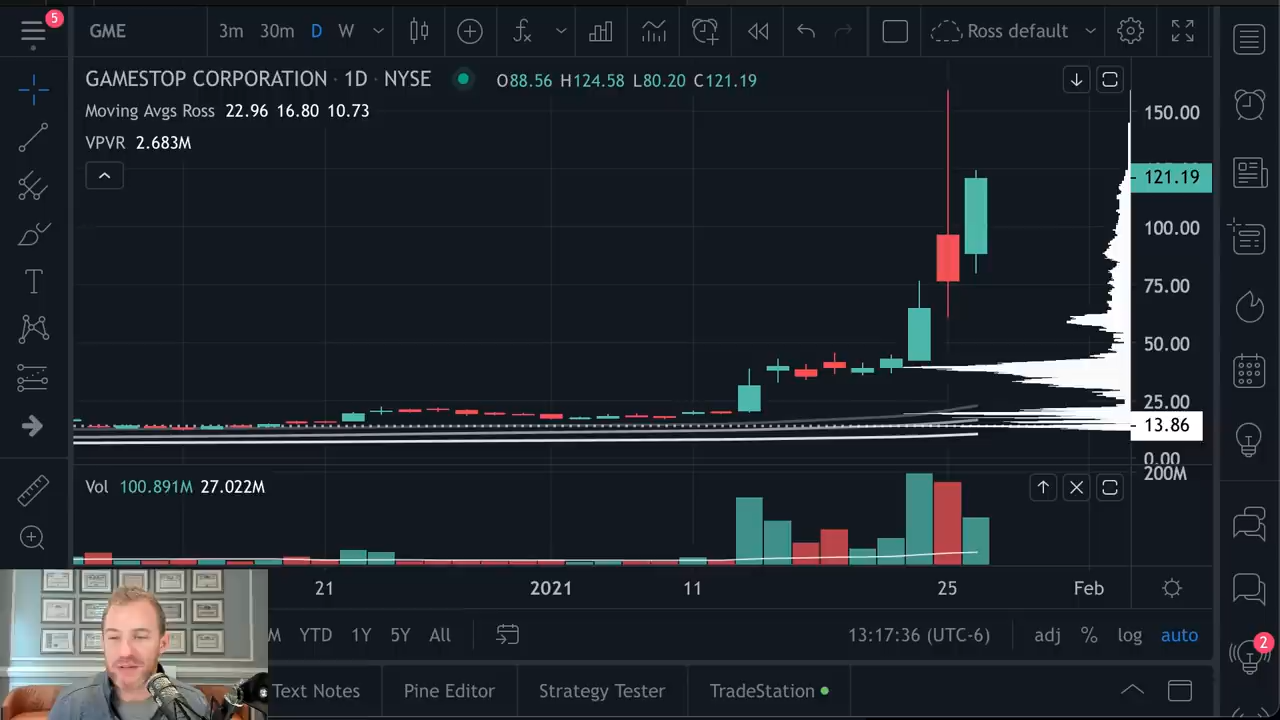 5
GME
3m 30m D W
Ross default
GAMESTOP CORPORATION · 1D · NYSE
O88.56 H124.58 L80.20 C121.19
Moving Avgs Ross 22.96 16.80 10.73
VPVR 2.683M
150.00
121.19
100.00
75.00
50.00
25.00
13.86
0.00
200M
Vol 100.891M 27.022M
21 2021 11 25 Feb
M YTD 1Y 5Y All
13:17:36 (UTC-6)
adj % log auto
2
Text Notes Pine Editor Strategy Tester TradeStation